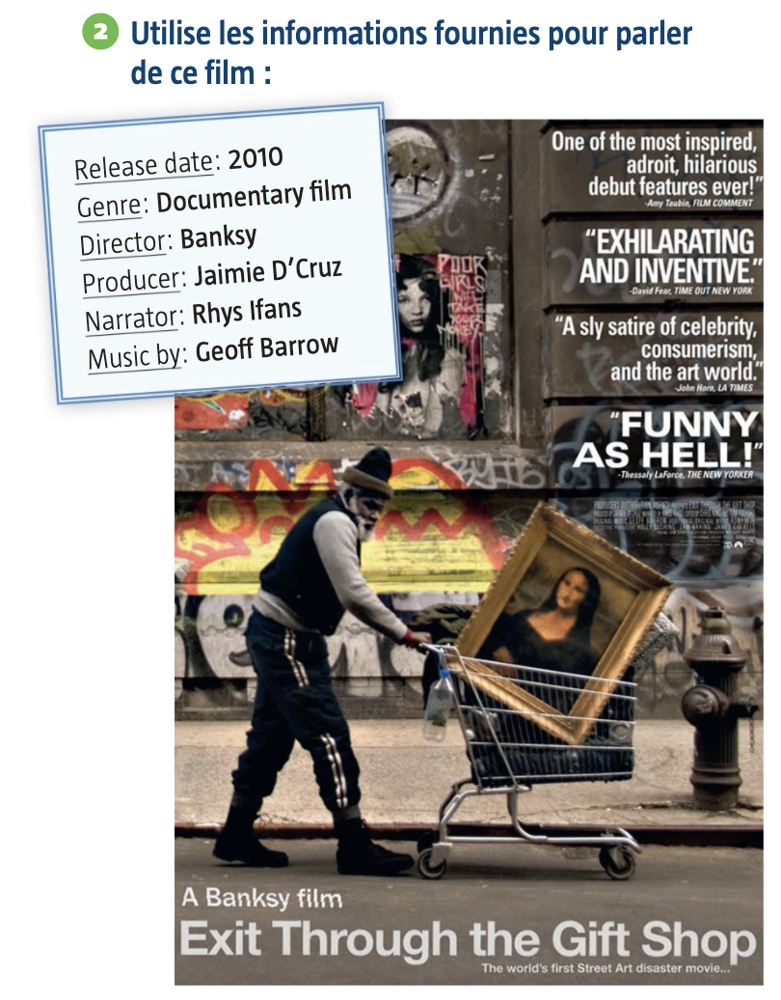 2 Utilise les informations fournies pour parler
de ce film :
Release date: 2010
Genre: Documentary film
Director: Banksy
Producer: Jaimie D'Cruz
Narrator: Rhys Ifans
Music by: Geoff Barrow
One of the most inspired,
adroit, hilarious
debut features ever!"
-Amy Taubin, FILM COMMENT
"EXHILARATING
AND INVENTIVE."
-David Fear, TIME OUT NEW YORK
"A sly satire of celebrity,
consumerism,
and the art world."
-John Horn, LA TIMES
"FUNNY
AS HELL!"
-Thessaly LaForce, THE NEW YORKER
POOR
GIRLS
A Banksy film
Exit Through the Gift Shop
The world's first Street Art disaster movie...